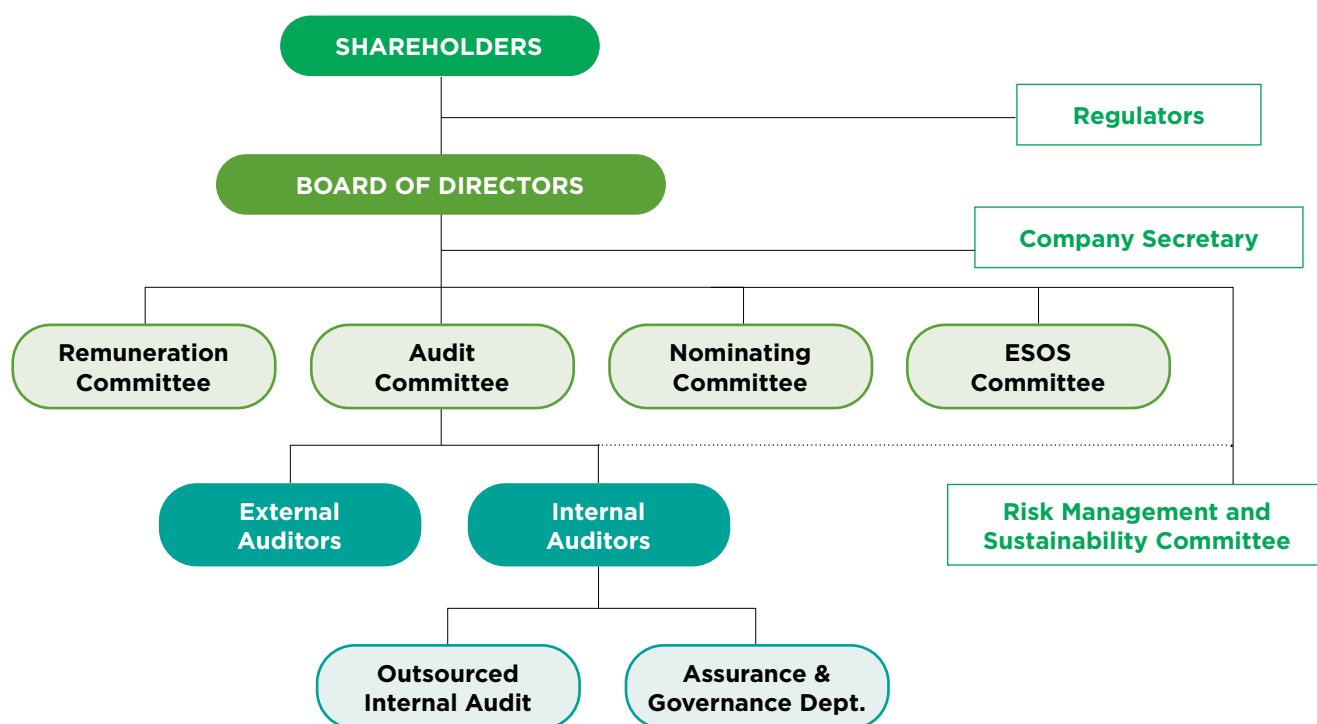 SHAREHOLDERS
Regulators
BOARD OF DIRECTORS
Company Secretary
Remuneration
Committee
Audit
Committee
Nominating
Committee
ESOS
Committee
External
Auditors
Internal
Auditors
Risk Management and
Sustainability Committee
Outsourced
Internal Audit
Assurance &
Governance Dept.